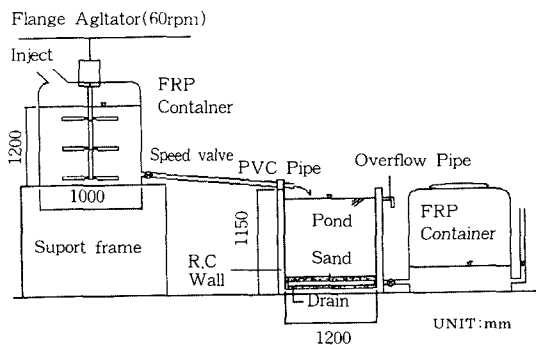 Flange Agltator(60rpm)
Inject
FRP
Contalner
1200
Speed valve
PVC Pipe
Overflow Pipe
1000
1150
Pond
FRP
Container
Suport frame
R.C
Wall
Sand
Drain
1200
UNIT:mm